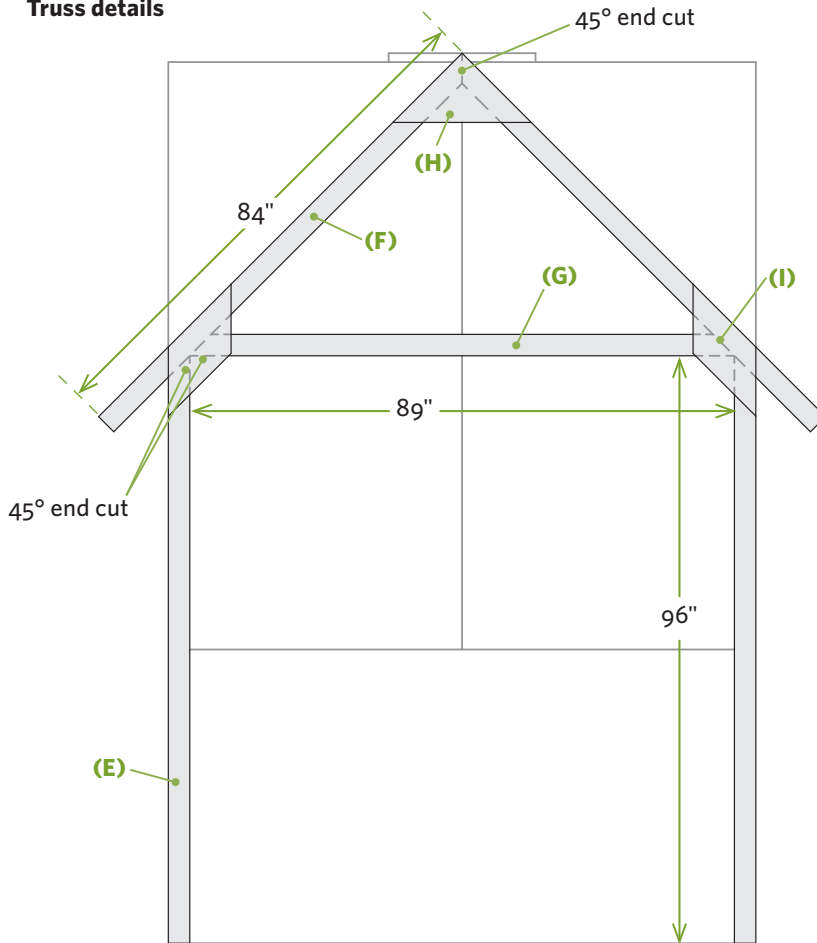 Truss details
45° end cut
(H)
84"
(F)
(G)
(I)
89"
45° end cut
96"
(E)